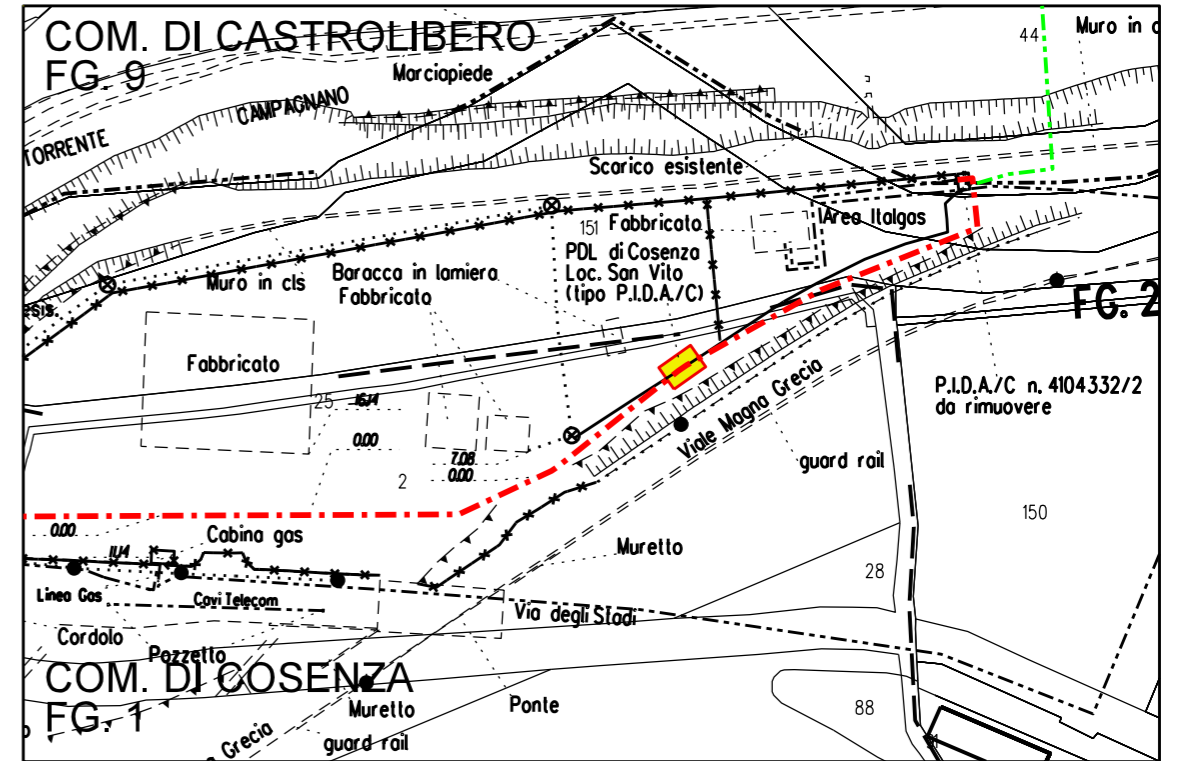 COM. DI CASTROLIBERO
FG. 9
44
Marciapiede
CAMPAGNANO
TORRENTE
Scarico esistente
151
Fabbricato
Area Italgas
PDL di Cosenza
Loc. San Vito
(tipo P.I.D.A./C)
Baracca in lamiera
Fabbricato
Muro in cls
FG. 2
Fabbricato
25
16.14
0.00
7.08
0.00
2
Viale Magna Grecia
P.I.D.A./C n. 4104332/2
da rimuovere
guard rail
150
0.00
11.14
Cabina gas
Muretto
28
Linea Gas
Cavi Telecom
Via degli Stadi
Cordolo
Pozzetto
COM. DI COSENZA
FG. 1
Muretto
Ponte
88
Grecia
guard rail